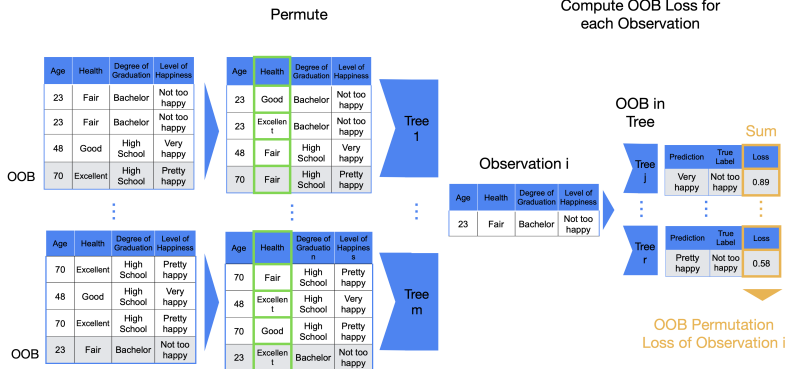 Permute
Compute OOB Loss for
each Observation
Age Health Degree of Graduation Level of Happiness
23 Fair Bachelor Not too happy
23 Fair Bachelor Not too happy
48 Good High School Very happy
OOB 70 Excellent High School Pretty happy
Age Health Degree of Graduation Level of Happiness
23 Good Bachelor Not too happy
23 Excellent Bachelor Not too happy
48 Fair High School Very happy
70 Fair High School Pretty happy
Tree
1
Age Health Degree of Graduation Level of Happiness
70 Excellent High School Pretty happy
48 Good High School Very happy
70 Excellent High School Pretty happy
OOB 23 Fair Bachelor Not too happy
Age Health Degree of Graduation Level of Happiness
70 Fair High School Pretty happy
48 Excellent High School Very happy
70 Good High School Pretty happy
23 Excellent Bachelor Not too happy
Tree
m
Observation i
Age Health Degree of Graduation Level of Happiness
23 Fair Bachelor Not too happy
OOB in
Tree
Sum
Tree
j
Prediction True Label Loss
Very happy Not too happy 0.89
Tree
r
Prediction True Label Loss
Pretty happy Not too happy 0.58
OOB Permutation
Loss of Observation i